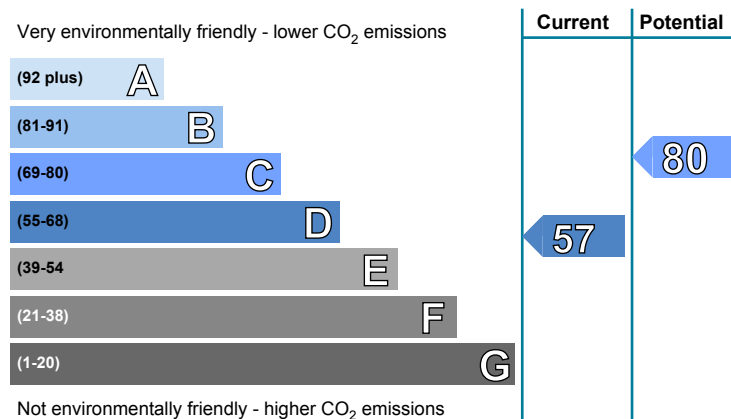 Very environmentally friendly - lower CO2 emissions
Current
Potential
(92 plus) A
(81-91) B
(69-80) C
80
(55-68) D
57
(39-54 E
(21-38) F
(1-20) G
Not environmentally friendly - higher CO2 emissions